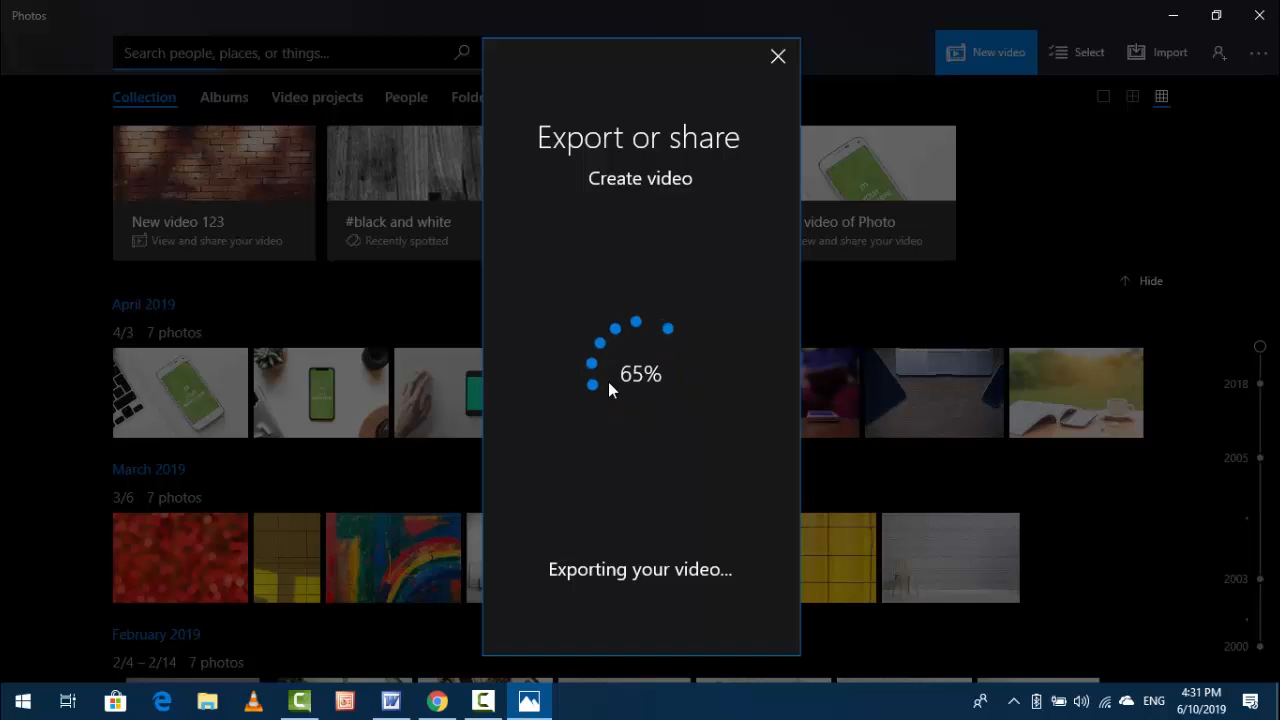 Photos
Search people, places, or things...
New video
Select
Import
Collection
Albums
Video projects
People
Folde
Export or share
Create video
65%
Exporting your video...
New video 123
View and share your video
#black and white
Recently spotted
video of Photo
ew and share your video
Hide
April 2019
4/3 7 photos
March 2019
3/6 7 photos
February 2019
2/4 – 2/14 7 photos
2018
2005
2003
2000
ENG
4:31 PM
6/10/2019